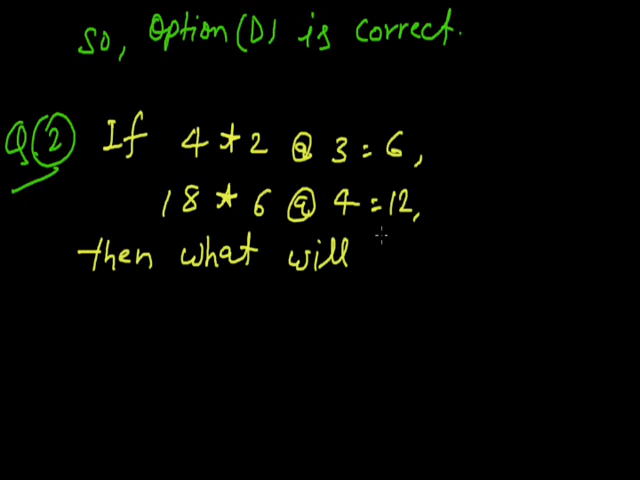 So, Option (D) is correct.
Q.2 If 4 * 2 @ 3 = 6,
18 * 6 @ 4 = 12,
then what will